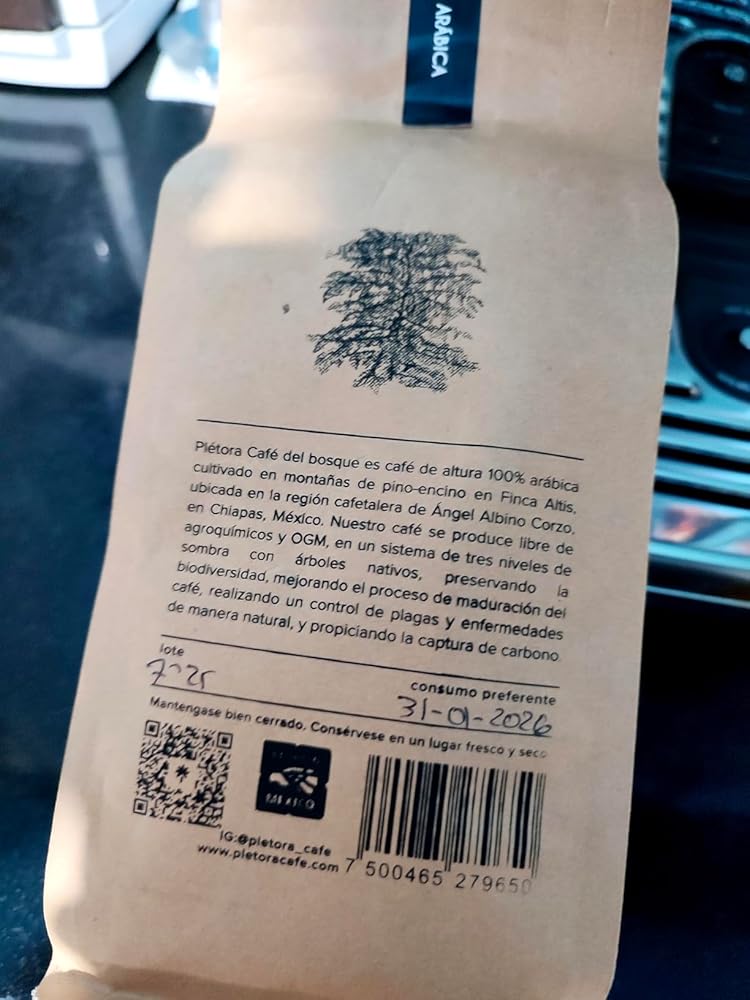 ARÁBICA
Plétora Café del bosque es café de altura 100% arábica
cultivado en montañas de pino-encino en Finca Altis,
ubicada en la región cafetalera de Ángel Albino Corzo,
en Chiapas, México. Nuestro café se produce libre de
agroquímicos y OGM, en un sistema de tres niveles de
sombra con árboles nativos, preservando la
biodiversidad, mejorando el proceso de maduración del
café, realizando un control de plagas y enfermedades
de manera natural, y propiciando la captura de carbono
lote
consumo preferente
31-01-2026
Mantengase bien cerrado. Consérvese en un lugar fresco y seco
MEXICO
IG:@pletora_cafe
www.pletoracafe.com
7 500465 279650